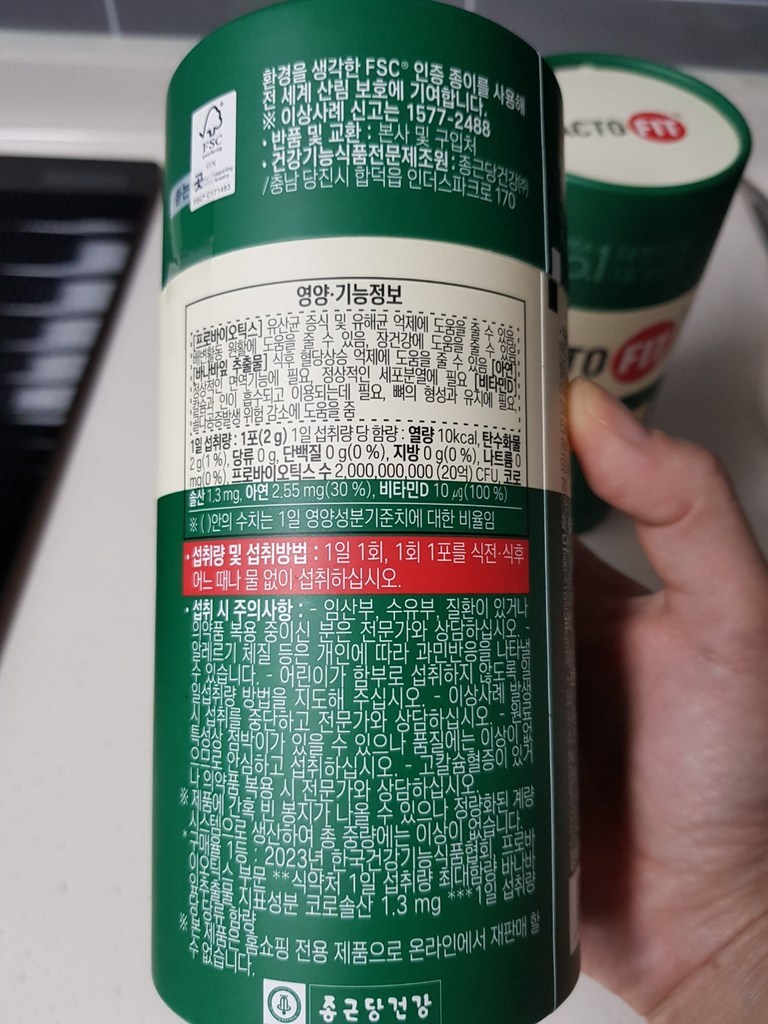 환경을 생각한 FSC® 인증 종이를 사용해
전 세계 산림 보호에 기여합니다.
※ 이상사례 신고는 1577-2488
• 반품 및 교환 : 본사 및 구입처
• 건강기능식품전문제조원: 종근당건강㈜
/충남 당진시 합덕읍 인더스파크로 170
FSC
영양·기능정보
[프로바이오틱스] 유산균 증식 및 유해균 억제에 도움을 줄 수 있음,
배변활동 원활에 도움을 줄 수 있음, 장건강에 도움을 줄 수 있음
[바나바잎 추출물] 식후 혈당상승 억제에 도움을 줄 수 있음 [아연]
정상적인 면역기능에 필요, 정상적인 세포분열에 필요 [비타민D]
칼슘과 인이 흡수되고 이용되는데 필요, 뼈의 형성과 유지에 필요,
골다공증발생 위험 감소에 도움을 줌
1일 섭취량 : 1포(2 g) 1일 섭취량 당 함량 : 열량 10kcal, 탄수화물
2 g(1%), 당류 0 g, 단백질 0 g(0 %), 지방 0 g(0 %), 나트륨 0
mg(0 %), 프로바이오틱스 수 2,000,000,000 (20억) CFU, 코로
솔산 1.3 mg, 아연 2.55 mg(30 %), 비타민D 10 ㎍(100 %)
※ ( )안의 수치는 1일 영양성분기준치에 대한 비율임
• 섭취량 및 섭취방법 : 1일 1회, 1회 1포를 식전·식후
어느 때나 물 없이 섭취하십시오.
• 섭취 시 주의사항 : - 임산부, 수유부, 질환이 있거나
의약품 복용 중이신 분은 전문가와 상담하십시오. -
알레르기 체질 등은 개인에 따라 과민반응을 나타낼
수 있습니다. - 어린이가 함부로 섭취하지 않도록 일
일섭취량 방법을 지도해 주십시오. - 이상사례 발생
시 섭취를 중단하고 전문가와 상담하십시오. - 원료
특성상 점박이가 있을 수 있으나 품질에는 이상이 없
으므로 안심하고 섭취하십시오. - 고칼슘혈증이 있거
나 의약품 복용 시 전문가와 상담하십시오.
※ 제품에 간혹 빈 봉지가 나올 수 있으나, 정량화된 계량
시스템으로 생산하여 총 중량에는 이상이 없습니다.
*구매율 1등 : 2023년 한국건강기능식품협회, 프로바
이오틱스 부문 **식약처 1일 섭취량 최대함량 바나바
잎추출물 지표성분 코로솔산 1.3 mg ***1일 섭취량
당 당류 함량
※ 본 제품은 홈쇼핑 전용 제품으로 온라인에서 재판매 할
수 없습니다.
종근당건강
ACTO FIT
TO FIT